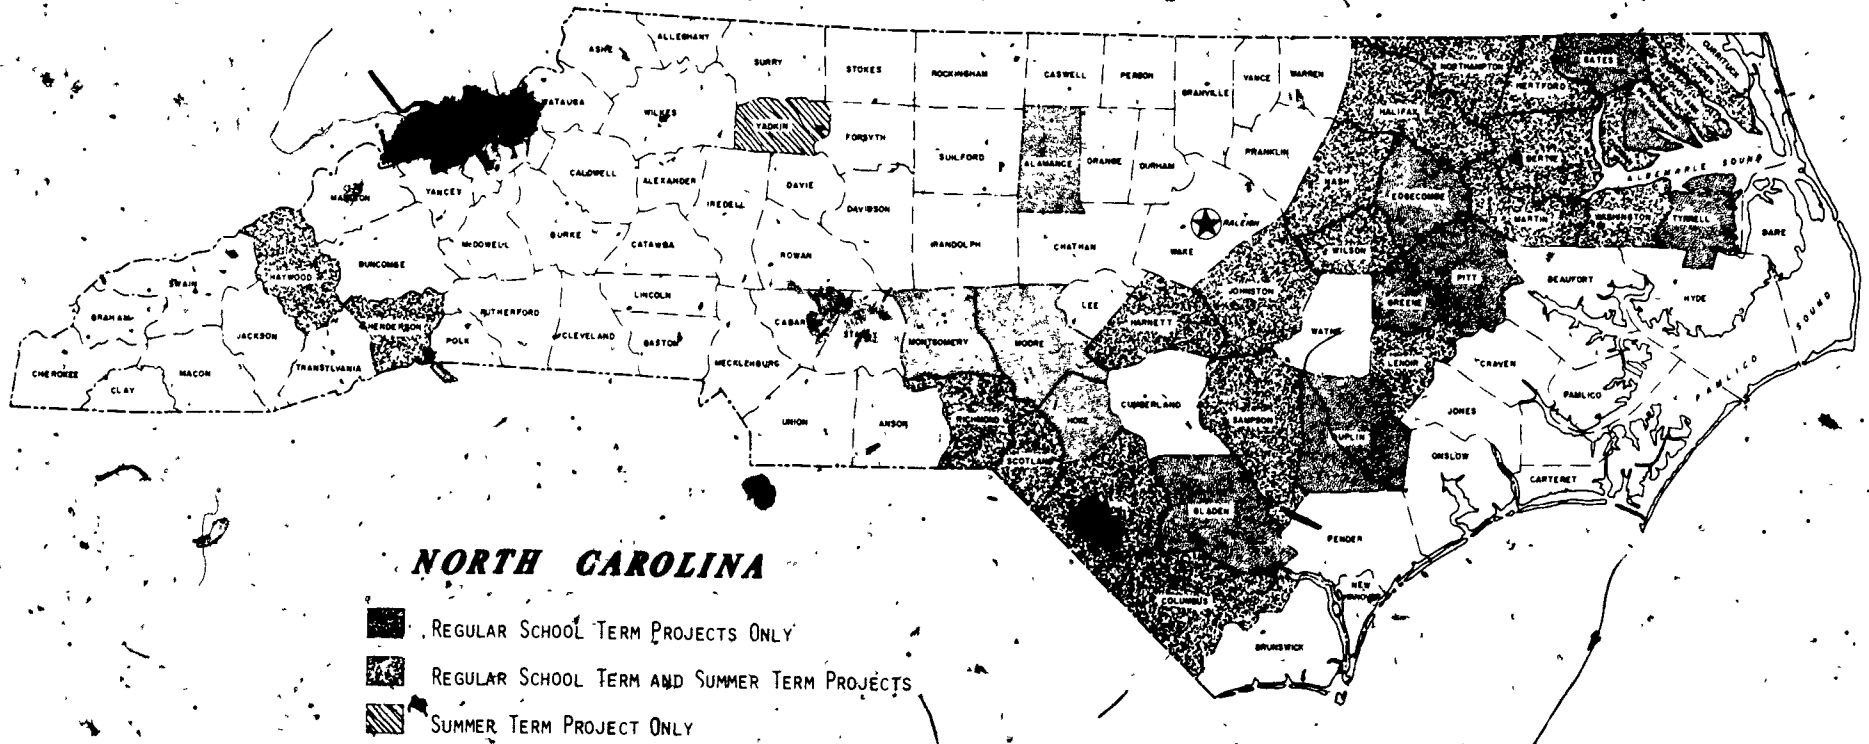 ALLEGHANY
ASHE
SURRY
STOKES
ROCKINGHAM
CASWELL
PERSON
GRANVILLE
VANCE
WARREN
NORTHAMPTON
GATES
CURRITUCK
CAMDEN
HERTFORD
HALIFAX
WATAUGA
WILKES
YADKIN
FORSYTH
GUILFORD
ALAMANCE
ORANGE
DURHAM
FRANKLIN
NASH
EDGECOMBE
BERTIE
ALBEMARLE SOUND
MADISON
YANCEY
CALDWELL
ALEXANDER
IREDELL
DAVIE
DAVIDSON
RANDOLPH
CHATHAM
WAKE
RALEIGH
WILSON
MARTIN
WASHINGTON
TYRRELL
DARE
McDOWELL
BURKE
CATAWBA
ROWAN
BUNCOMBE
HAYWOOD
SWAIN
GRAHAM
JACKSON
HENDERSON
POLK
RUTHERFORD
CLEVELAND
LINCOLN
GASTON
CABAR
MECKLENBURG
MONTGOMERY
MOORE
LEE
HARNETT
JOHNSTON
WAYNE
GREENE
PITT
BEAUFORT
HYDE
PAMLICO SOUND
CHEROKEE
CLAY
MACON
TRANSYLVANIA
UNION
ANSON
RICHMOND
SCOTLAND
HOKE
CUMBERLAND
SAMPSON
DUPLIN
LENOIR
CRAVEN
PAMLICO
JONES
ONSLOW
CARTERET
BLADEN
PENDER
NEW
HANOVER
COLUMBUS
BRUNSWICK
NORTH CAROLINA
REGULAR SCHOOL TERM PROJECTS ONLY
REGULAR SCHOOL TERM AND SUMMER TERM PROJECTS
SUMMER TERM PROJECT ONLY